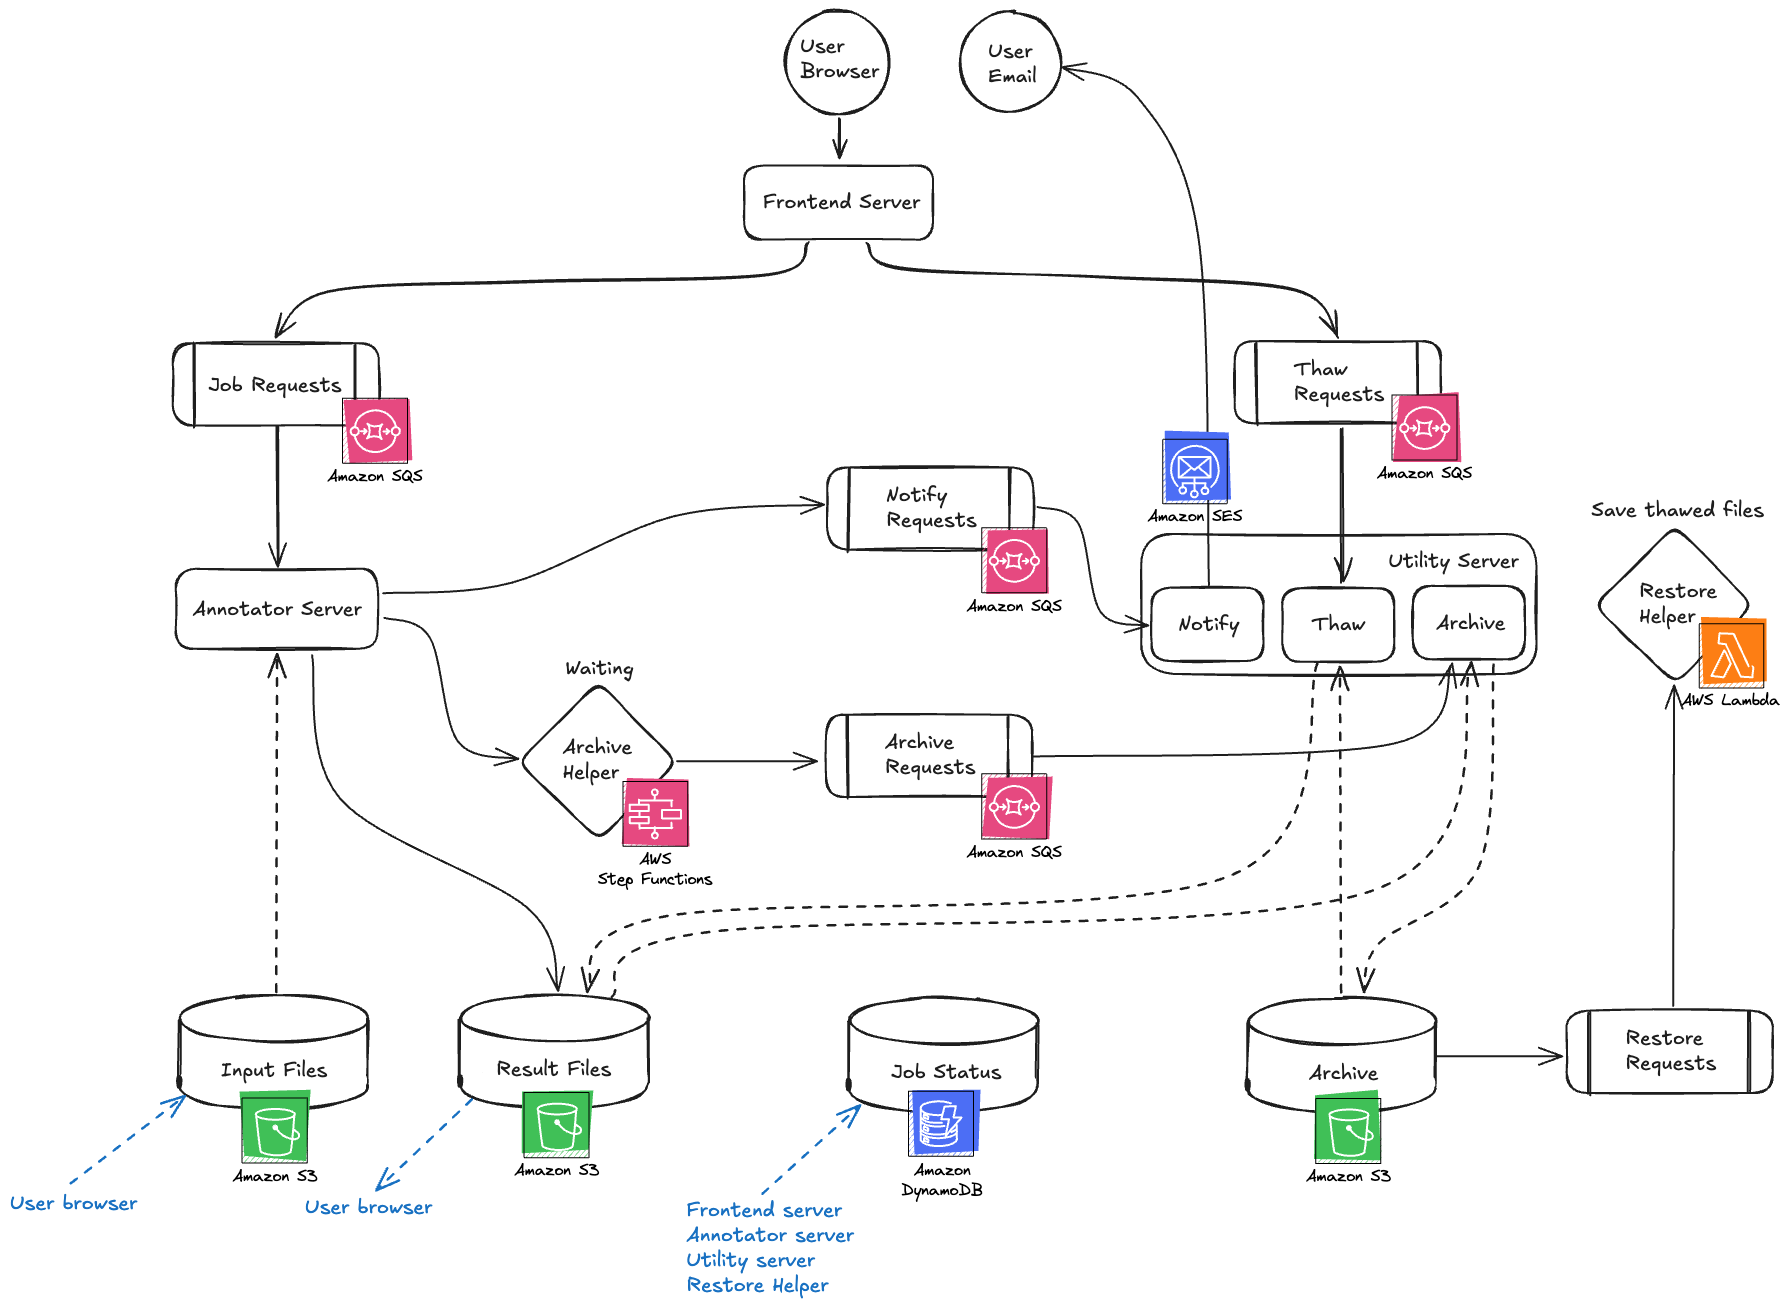 User
Browser
User
Email
Frontend Server
Job Requests
Amazon SQS
Thaw
Requests
Amazon SQS
Notify
Requests
Amazon SQS
Amazon SES
Utility Server
Notify
Thaw
Archive
Save thawed files
Restore
Helper
AWS Lambda
Annotator Server
Waiting
Archive
Helper
AWS
Step Functions
Archive
Requests
Amazon SQS
Input Files
Amazon S3
Result Files
Amazon S3
Job Status
Amazon
DynamoDB
Archive
Amazon S3
Restore
Requests
User browser
User browser
Frontend server
Annotator server
Utility server
Restore Helper